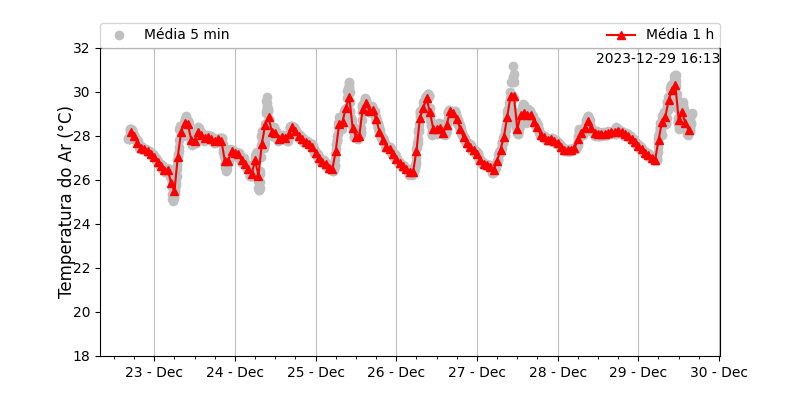 Média 5 min
Média 1 h
2023-12-29 16:13
Temperatura do Ar (°C)
32
30
28
26
24
22
20
18
23 - Dec
24 - Dec
25 - Dec
26 - Dec
27 - Dec
28 - Dec
29 - Dec
30 - Dec